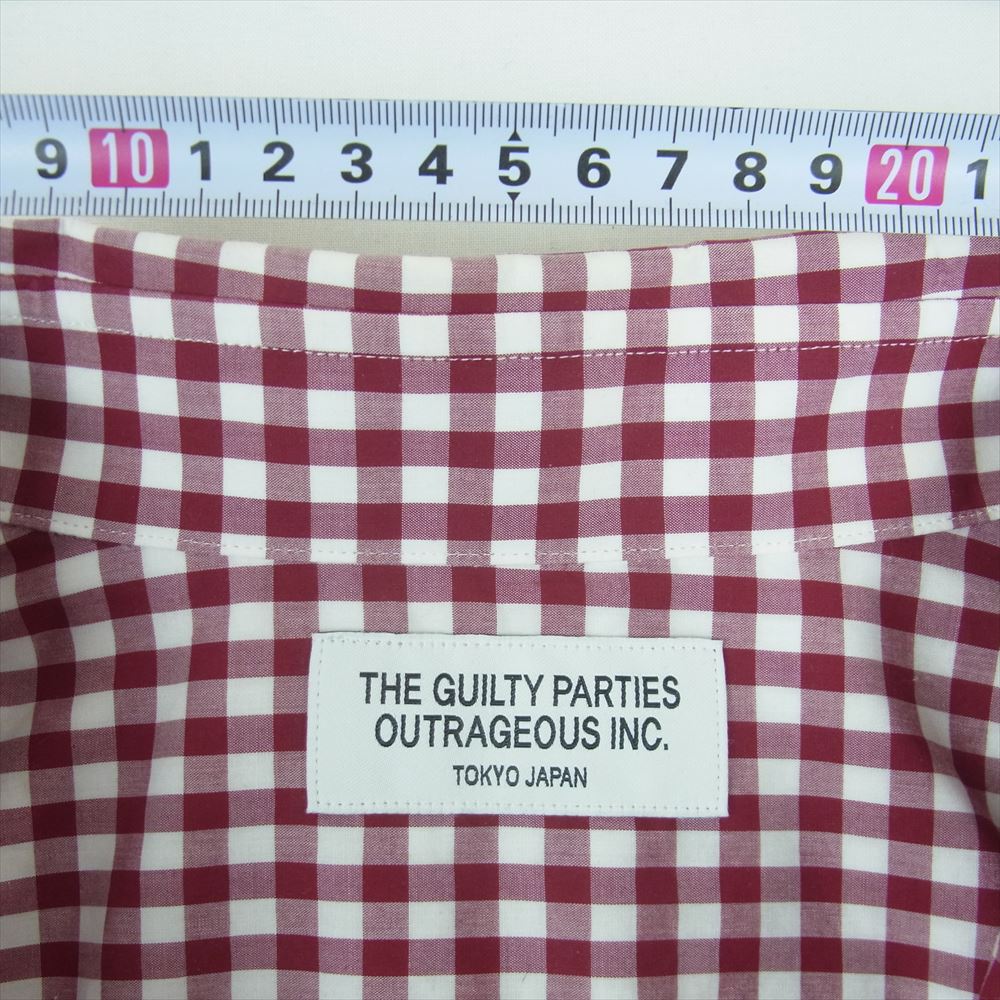 9 10 1 2 3 4 5 6 7 8 9 20 1
THE GUILTY PARTIES
OUTRAGEOUS INC.
TOKYO JAPAN